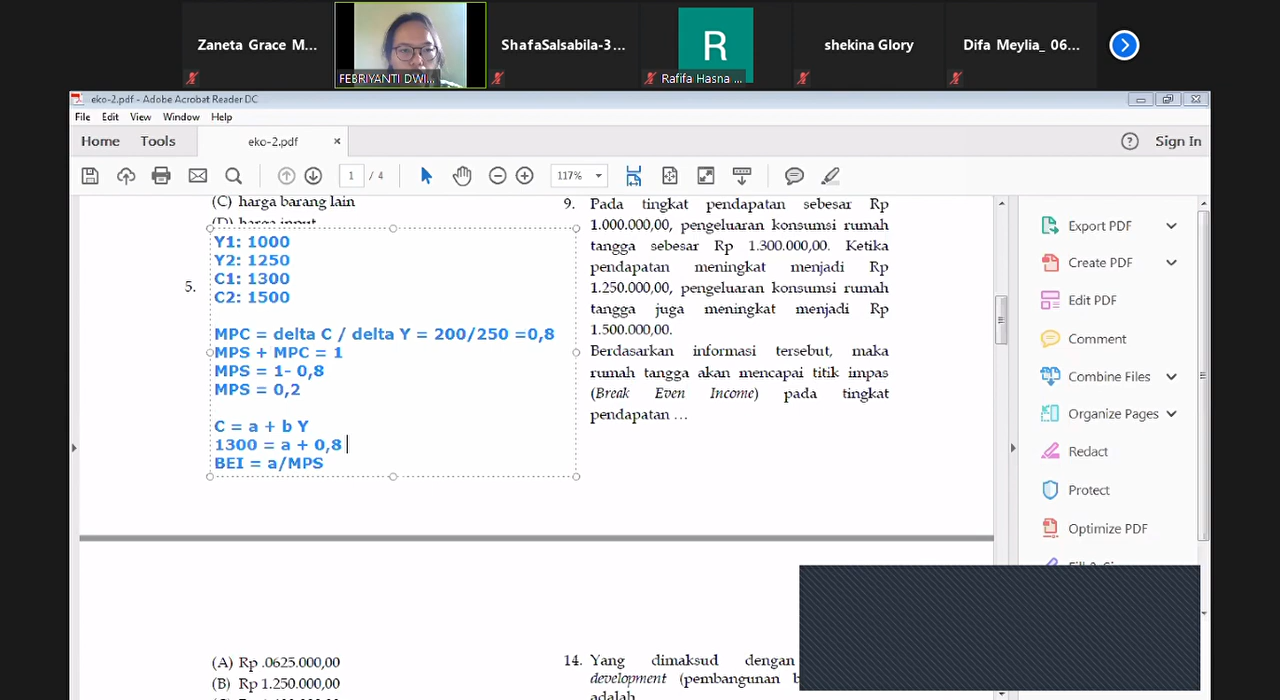 Zaneta Grace M...
FEBRIYANTI DWI...
ShafaSalsabila-3...
R
Rafifa Hasna ...
shekina Glory
Difa Meylia_ 06...
eko-2.pdf - Adobe Acrobat Reader DC
File Edit View Window Help
Home Tools eko-2.pdf × Sign In
1 / 4 117%
(C) harga barang lain
(D) harga input
5.
Y1: 1000
Y2: 1250
C1: 1300
C2: 1500
MPC = delta C / delta Y = 200/250 =0,8
MPS + MPC = 1
MPS = 1- 0,8
MPS = 0,2
C = a + b Y
1300 = a + 0,8
BEI = a/MPS
9. Pada tingkat pendapatan sebesar Rp
1.000.000,00, pengeluaran konsumsi rumah
tangga sebesar Rp 1.300.000,00. Ketika
pendapatan meningkat menjadi Rp
1.250.000,00, pengeluaran konsumsi rumah
tangga juga meningkat menjadi Rp
1.500.000,00.
Berdasarkan informasi tersebut, maka
rumah tangga akan mencapai titik impas
(Break Even Income) pada tingkat
pendapatan …
(A) Rp .0625.000,00
(B) Rp 1.250.000,00
14. Yang dimaksud dengan
development (pembangunan
adalah
Export PDF
Create PDF
Edit PDF
Comment
Combine Files
Organize Pages
Redact
Protect
Optimize PDF